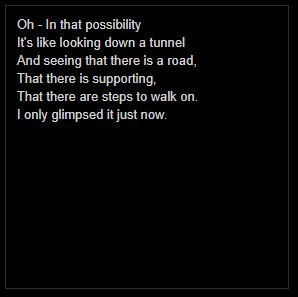 Oh - In that possibility
It's like looking down a tunnel
And seeing that there is a road,
That there is supporting,
That there are steps to walk on.
I only glimpsed it just now.